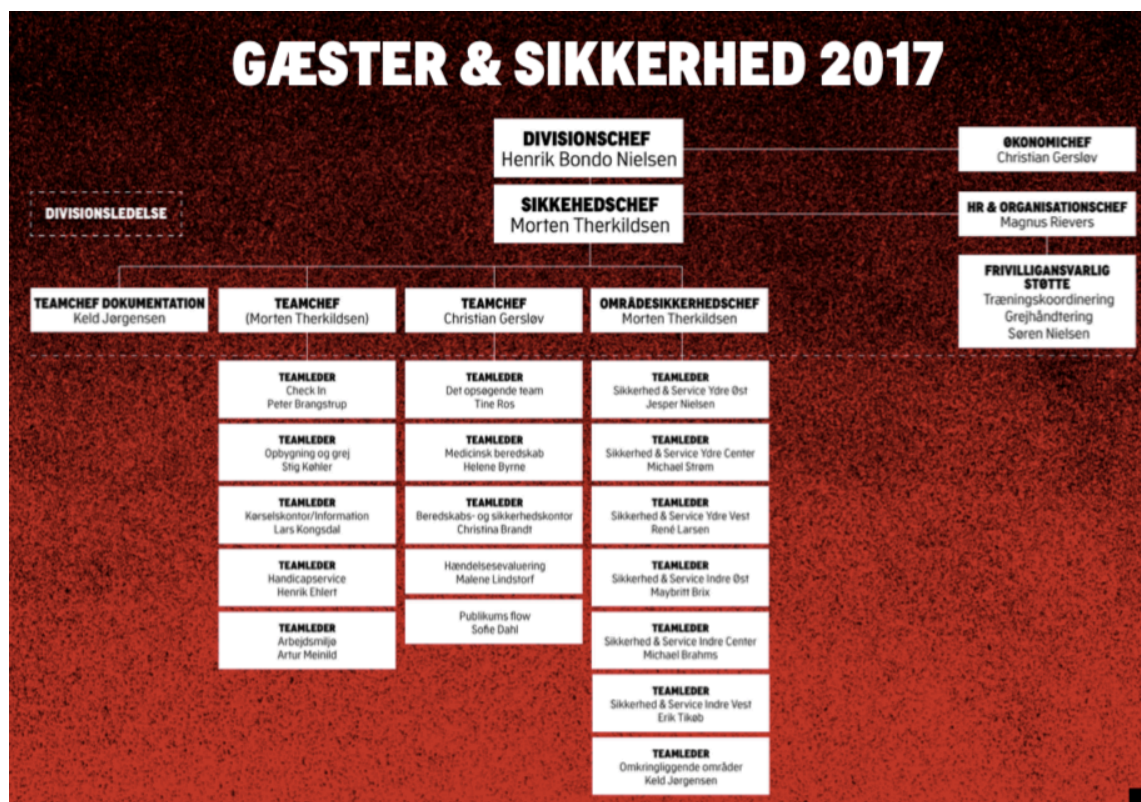 GÆSTER & SIKKERHED 2017
DIVISIONSCHEF
Henrik Bondo Nielsen
ØKONOMICHEF
Christian Gersløv
DIVISIONSLEDELSE
SIKKEHEDSCHEF
Morten Therkildsen
HR & ORGANISATIONSCHEF
Magnus Rievers
FRIVILLIGANSVARLIG
STØTTE
Træningskoordinering
Grejhåndtering
Søren Nielsen
TEAMCHEF DOKUMENTATION
Keld Jørgensen
TEAMCHEF
(Morten Therkildsen)
TEAMCHEF
Christian Gersløv
OMRÅDESIKKERHEDSCHEF
Morten Therkildsen
TEAMLEDER
Check In
Peter Brangstrup
TEAMLEDER
Opbygning og grej
Stig Køhler
TEAMLEDER
Kørselskontor/Information
Lars Kongsdal
TEAMLEDER
Handicapservice
Henrik Ehlert
TEAMLEDER
Arbejdsmiljø
Artur Meinild
TEAMLEDER
Det opsøgende team
Tine Ros
TEAMLEDER
Medicinsk beredskab
Helene Byrne
TEAMLEDER
Beredskabs- og sikkerhedskontor
Christina Brandt
Hændelsesevaluering
Malene Lindstorf
Publikums flow
Sofie Dahl
TEAMLEDER
Sikkerhed & Service Ydre Øst
Jesper Nielsen
TEAMLEDER
Sikkerhed & Service Ydre Center
Michael Strøm
TEAMLEDER
Sikkerhed & Service Ydre Vest
René Larsen
TEAMLEDER
Sikkerhed & Service Indre Øst
Maybritt Brix
TEAMLEDER
Sikkerhed & Service Indre Center
Michael Brahms
TEAMLEDER
Sikkerhed & Service Indre Vest
Erik Tikøb
TEAMLEDER
Omkringliggende områder
Keld Jørgensen